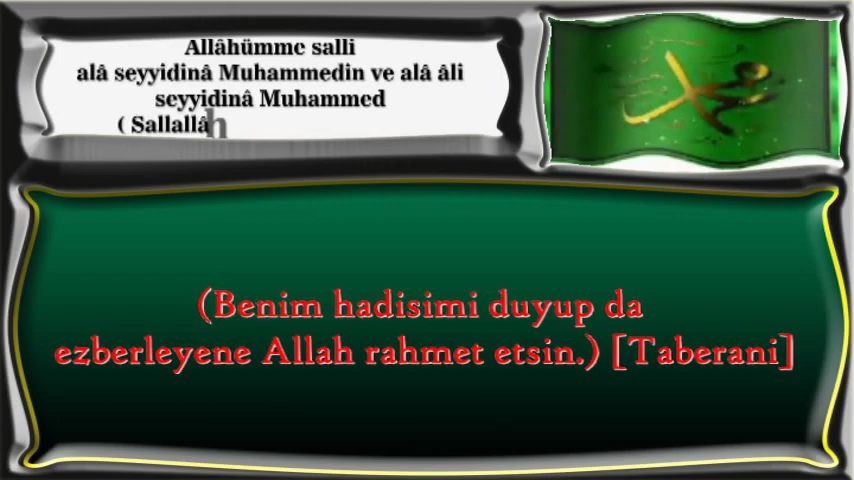 Allâhümme salli
alâ seyyidinâ Muhammedin ve alâ âli
seyyidinâ Muhammed
( Sallallâh
(Benim hadisimi duyup da
ezberleyene Allah rahmet etsin.) [Taberani]